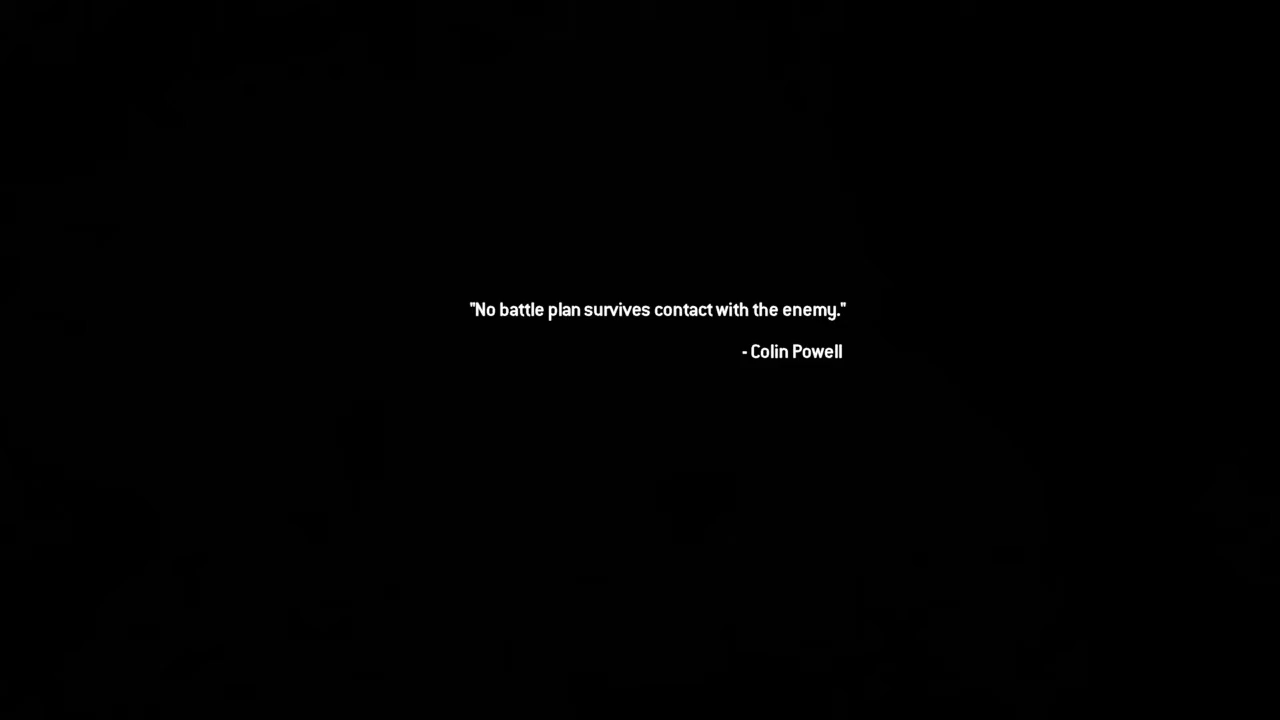 "No battle plan survives contact with the enemy."
- Colin Powell